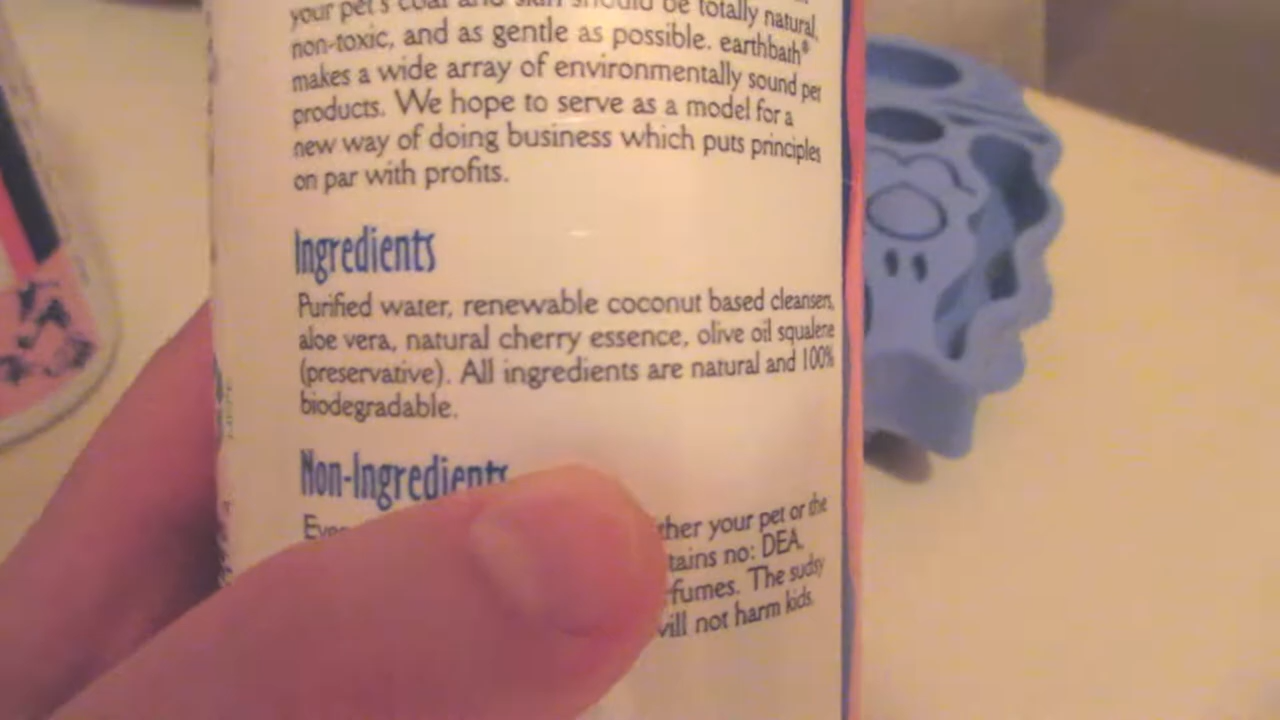 your pet's coat and skin should be totally natural,
non-toxic, and as gentle as possible. earthbath®
makes a wide array of environmentally sound pet
products. We hope to serve as a model for a
new way of doing business which puts principles
on par with profits.
Ingredients
Purified water, renewable coconut based cleansers,
aloe vera, natural cherry essence, olive oil squalene
(preservative). All ingredients are natural and 100%
biodegradable.
Non-Ingredients
your pet or the
no: DEA,
The sudsy
will not harm kids.